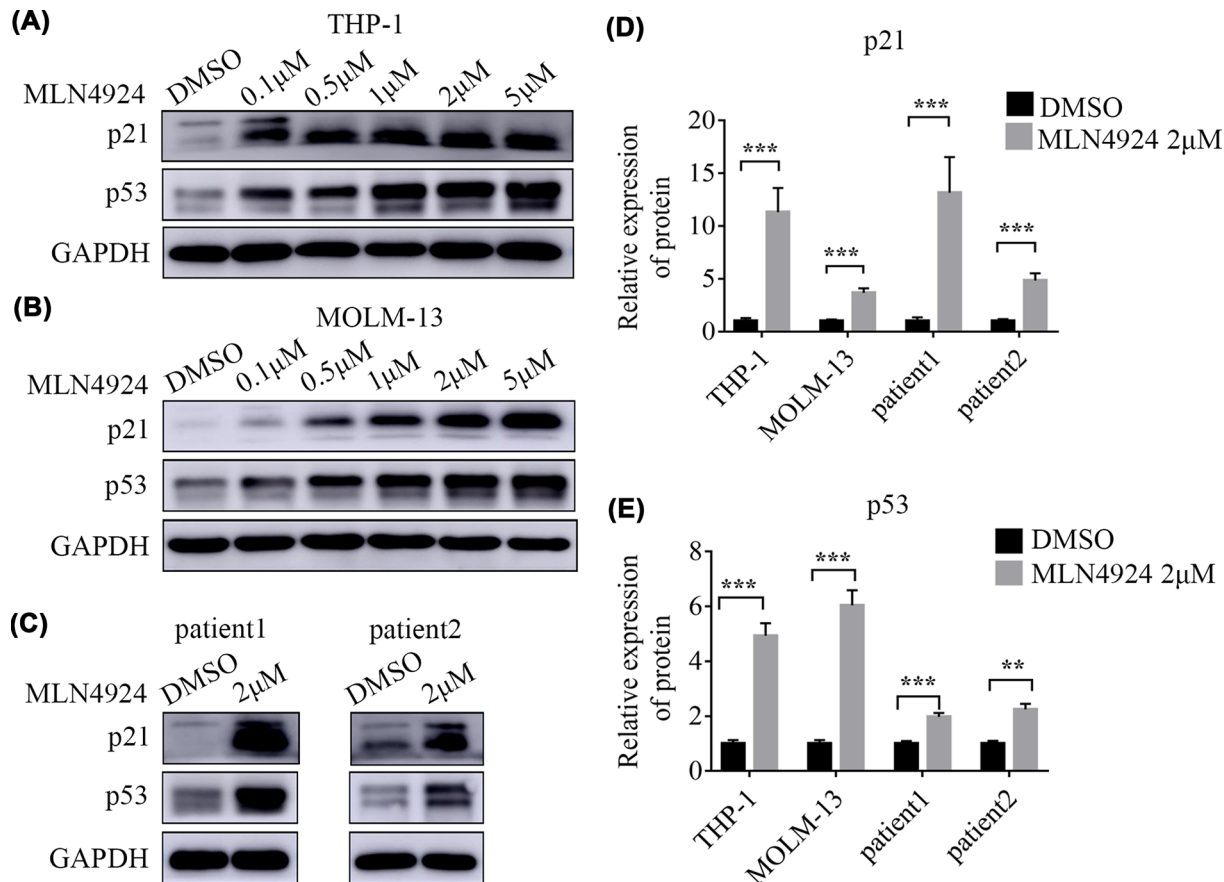 (A)
THP-1
MLN4924 DMSO 0.1μM 0.5μM 1μM 2μM 5μM
p21
p53
GAPDH
(B)
MOLM-13
MLN4924 DMSO 0.1μM 0.5μM 1μM 2μM 5μM
p21
p53
GAPDH
(C)
patient1 patient2
MLN4924 DMSO 2μM DMSO 2μM
p21
p53
GAPDH
(D)
p21
DMSO
MLN4924 2μM
Relative expression
of protein
20
15
10
5
0
*** *** *** ***
THP-1 MOLM-13 patient1 patient2
(E)
p53
DMSO
MLN4924 2μM
Relative expression
of protein
8
6
4
2
0
*** *** *** **
THP-1 MOLM-13 patient1 patient2